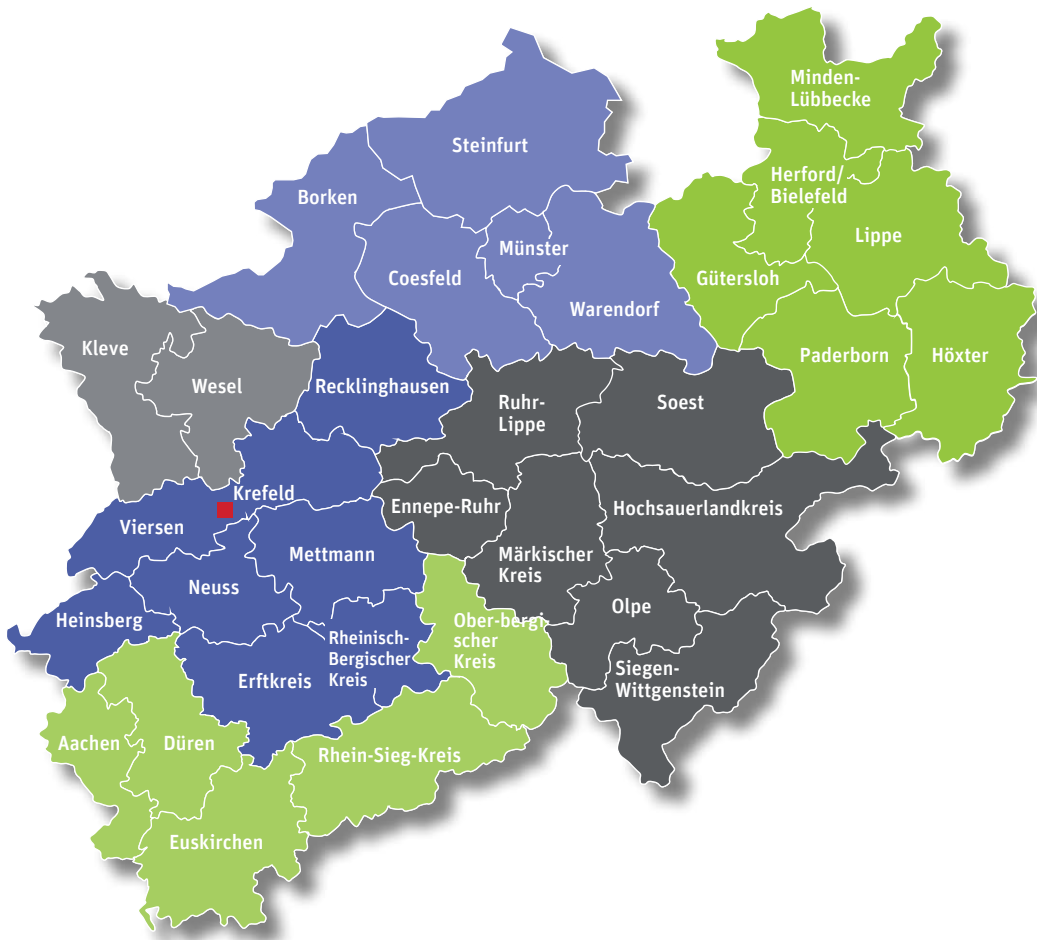 Minden-
Lübbecke
Steinfurt
Herford/
Bielefeld
Borken
Lippe
Münster
Coesfeld
Gütersloh
Warendorf
Kleve
Paderborn
Höxter
Wesel
Recklinghausen
Ruhr-
Lippe
Soest
Krefeld
Ennepe-Ruhr
Hochsauerlandkreis
Viersen
Mettmann
Märkischer
Kreis
Neuss
Olpe
Heinsberg
Ober-bergi-
scher
Kreis
Rheinisch-
Bergischer
Kreis
Erftkreis
Siegen-
Wittgenstein
Aachen
Düren
Rhein-Sieg-Kreis
Euskirchen